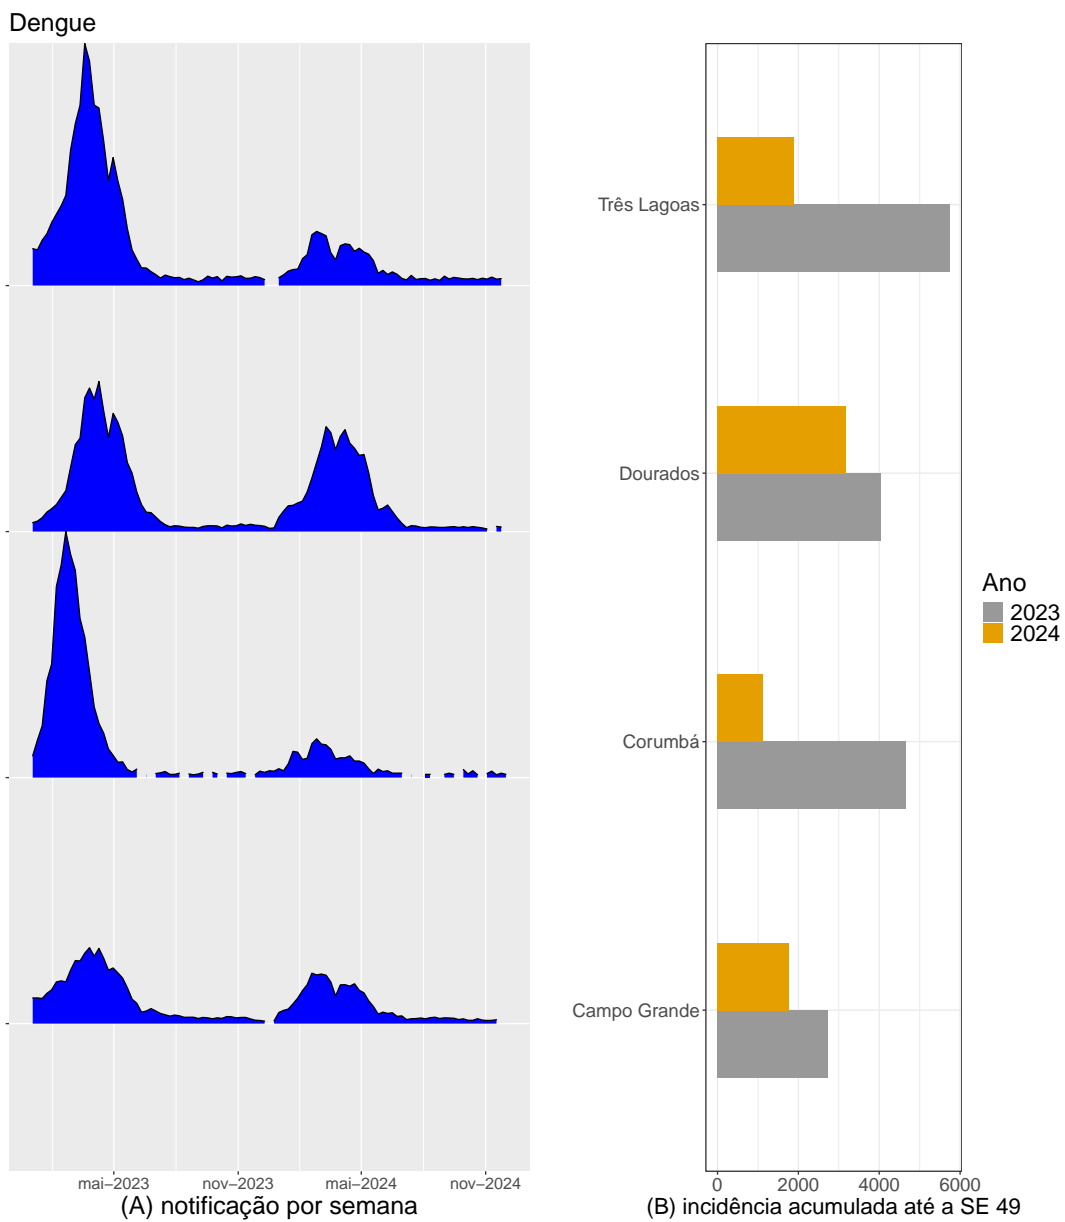 Dengue
Três Lagoas
Dourados
Corumbá
Campo Grande
Ano
2023
2024
mai–2023 nov–2023 mai–2024 nov–2024
0 2000 4000 6000
(A) notificação por semana
(B) incidência acumulada até a SE 49